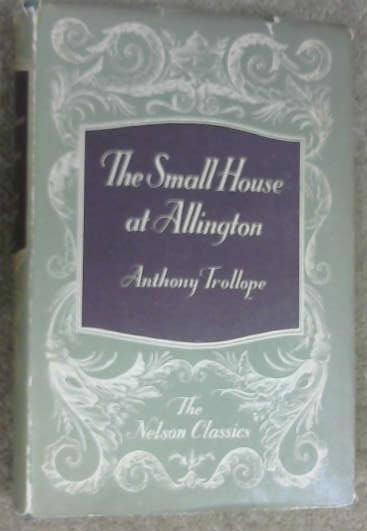 The Small House
at Allington
Anthony Trollope
The
Nelson Classics